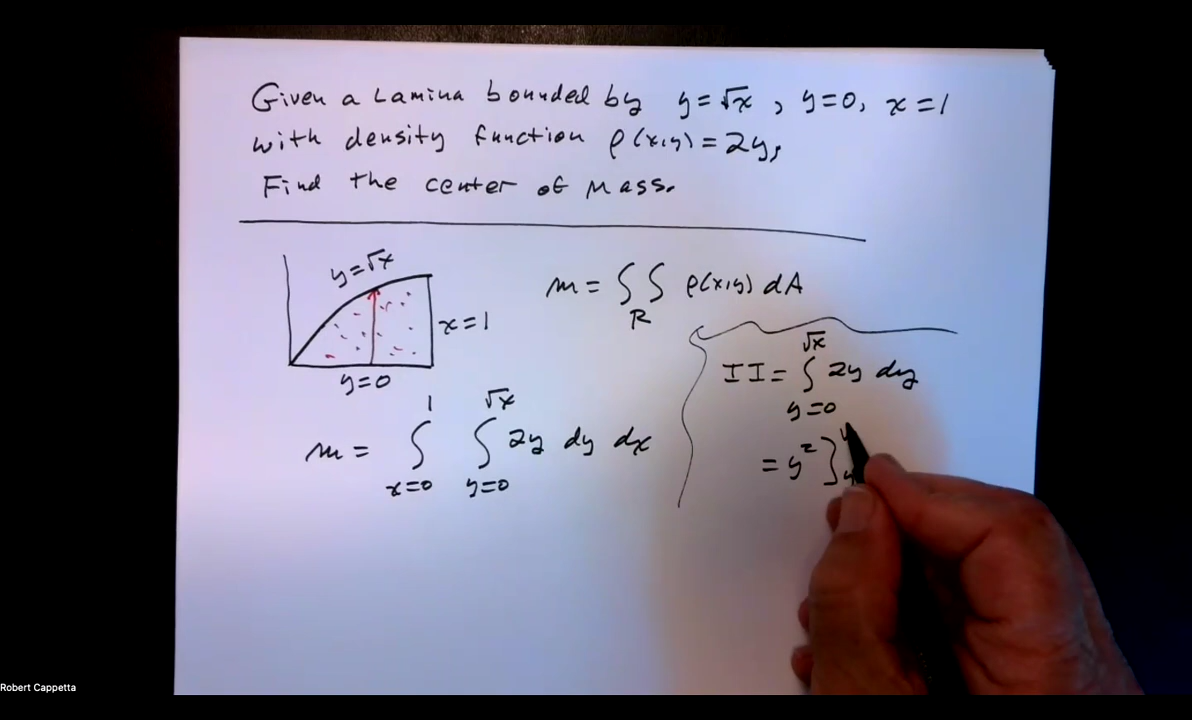 Given a Lamina bounded by y=√x, y=0, x=1
with density function ρ(x,y)=2y,
Find the center of mass.
y=√x
x=1
y=0
m = ∫∫ ρ(x,y) dA
R
II = ∫ 2y dy
√x
y=0
= y² ]
m = ∫ ∫ 2y dy dx
1 √x
x=0 y=0
Robert Cappetta